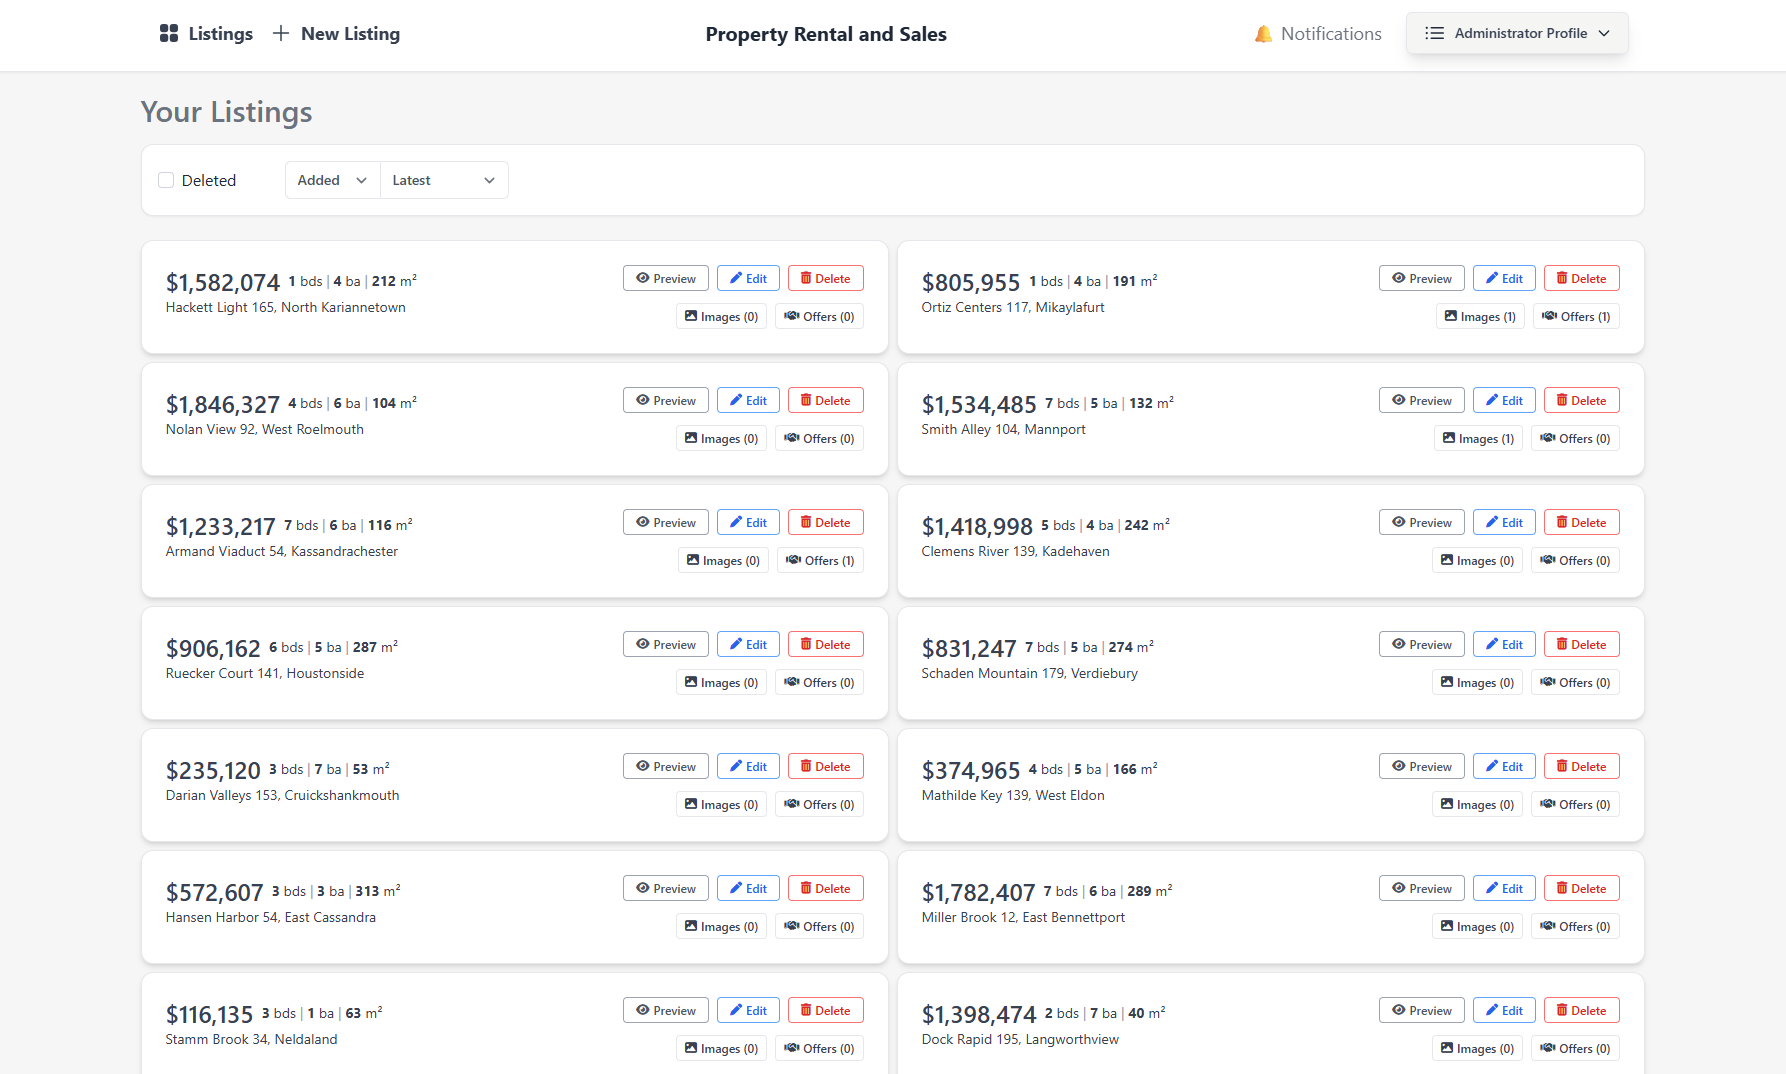 Listings New Listing Property Rental and Sales Notifications Administrator Profile
Your Listings
Deleted Added Latest
$1,582,074 1 bds | 4 ba | 212 m² Preview Edit Delete
Hackett Light 165, North Kariannetown
Images (0) Offers (0)
$805,955 1 bds | 4 ba | 191 m² Preview Edit Delete
Ortiz Centers 117, Mikaylafurt
Images (1) Offers (1)
$1,846,327 4 bds | 6 ba | 104 m² Preview Edit Delete
Nolan View 92, West Roelmouth
Images (0) Offers (0)
$1,534,485 7 bds | 5 ba | 132 m² Preview Edit Delete
Smith Alley 104, Mannport
Images (1) Offers (0)
$1,233,217 7 bds | 6 ba | 116 m² Preview Edit Delete
Armand Viaduct 54, Kassandrachester
Images (0) Offers (1)
$1,418,998 5 bds | 4 ba | 242 m² Preview Edit Delete
Clemens River 139, Kadehaven
Images (0) Offers (0)
$906,162 6 bds | 5 ba | 287 m² Preview Edit Delete
Ruecker Court 141, Houstonside
Images (0) Offers (0)
$831,247 7 bds | 5 ba | 274 m² Preview Edit Delete
Schaden Mountain 179, Verdiebury
Images (0) Offers (0)
$235,120 3 bds | 7 ba | 53 m² Preview Edit Delete
Darian Valleys 153, Cruickshankmouth
Images (0) Offers (0)
$374,965 4 bds | 5 ba | 166 m² Preview Edit Delete
Mathilde Key 139, West Eldon
Images (0) Offers (0)
$572,607 3 bds | 3 ba | 313 m² Preview Edit Delete
Hansen Harbor 54, East Cassandra
Images (0) Offers (0)
$1,782,407 7 bds | 6 ba | 289 m² Preview Edit Delete
Miller Brook 12, East Bennettport
Images (0) Offers (0)
$116,135 3 bds | 1 ba | 63 m² Preview Edit Delete
Stamm Brook 34, Neldaland
Images (0) Offers (0)
$1,398,474 2 bds | 7 ba | 40 m² Preview Edit Delete
Dock Rapid 195, Langworthview
Images (0) Offers (0)